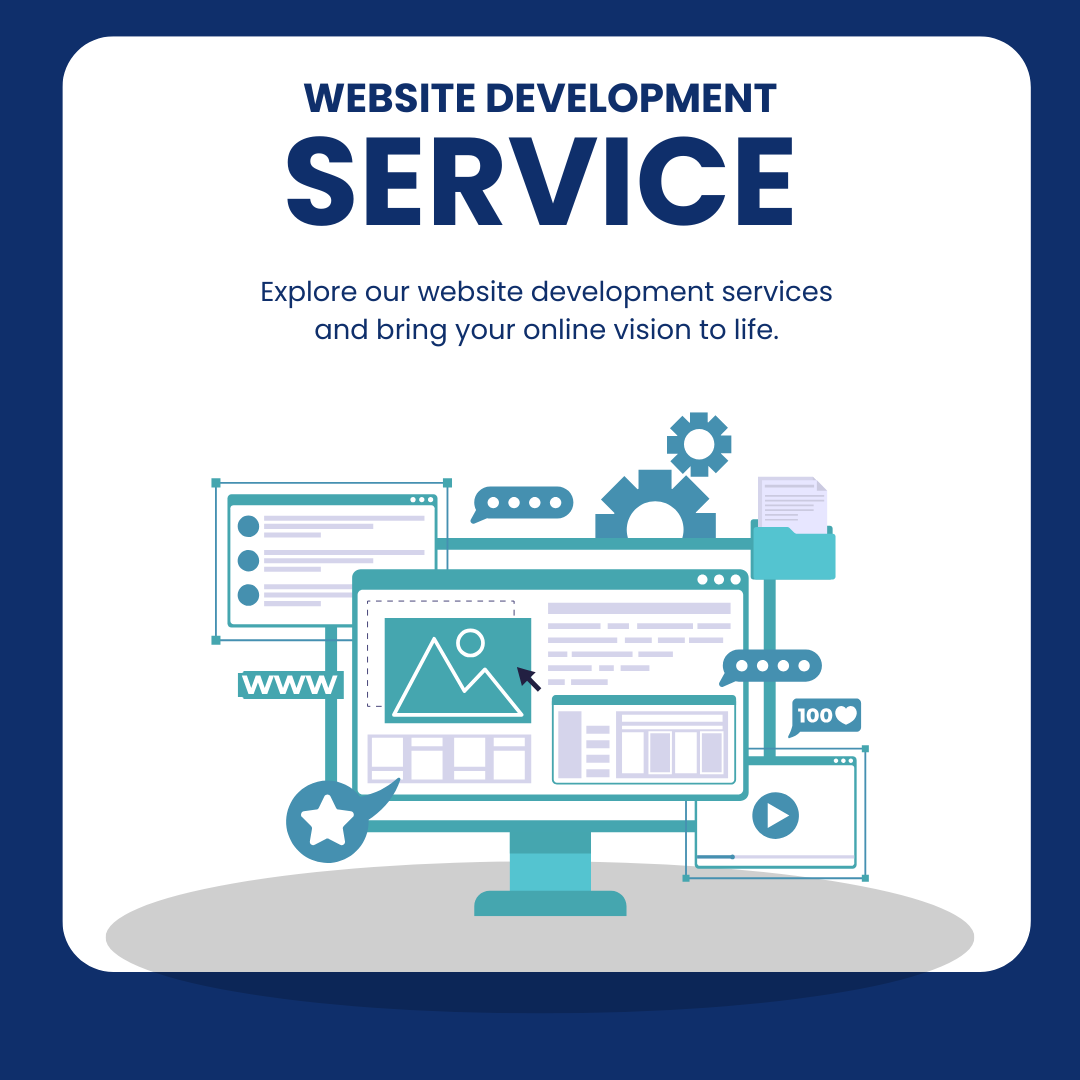 WEBSITE DEVELOPMENT
SERVICE
Explore our website development services
and bring your online vision to life.
WWW
100